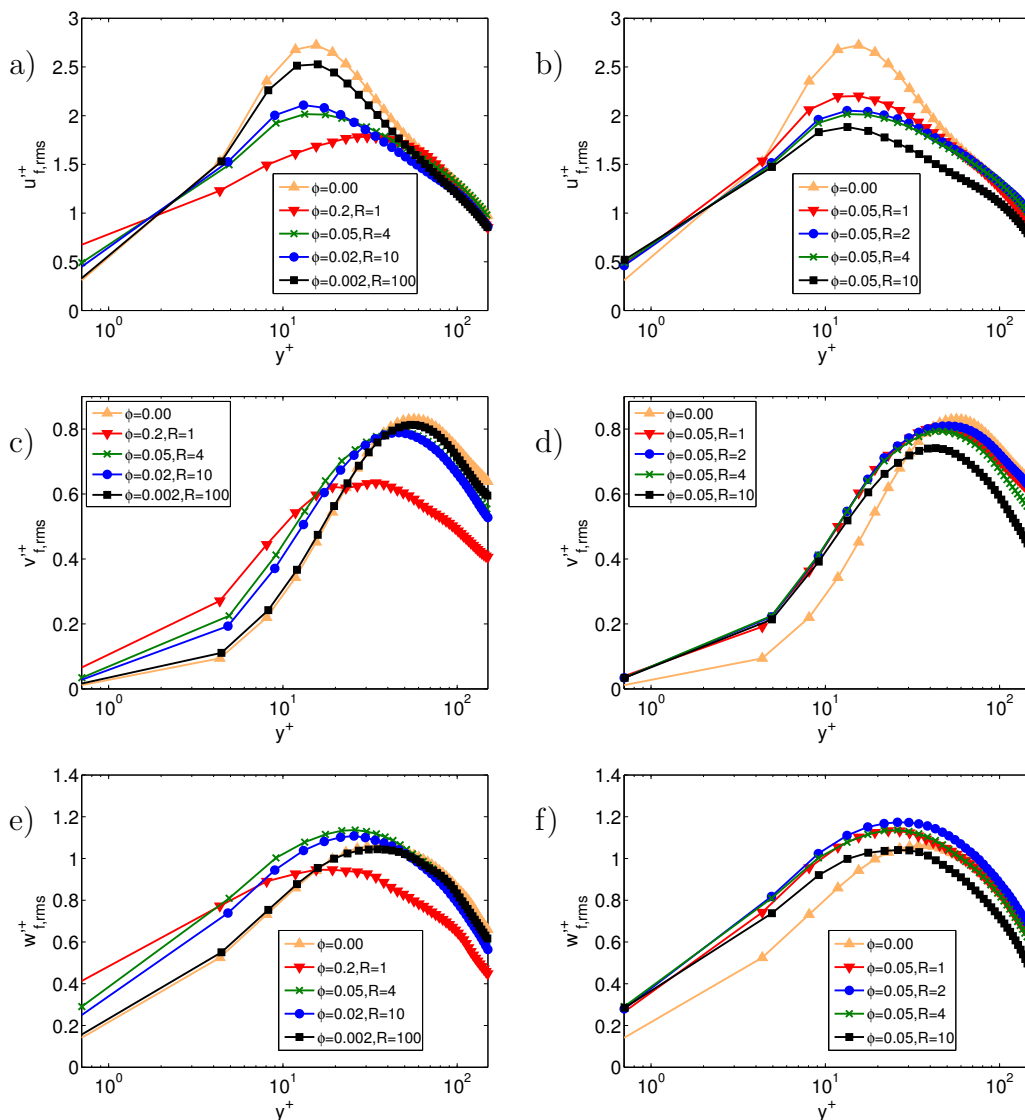 a)
3
2.5
2
1.5
1
0.5
0
u'+f,rms
10^0
10^1
10^2
y+
ϕ=0.00
ϕ=0.2,R=1
ϕ=0.05,R=4
ϕ=0.02,R=10
ϕ=0.002,R=100
b)
3
2.5
2
1.5
1
0.5
0
u'+f,rms
10^0
10^1
10^2
y+
ϕ=0.00
ϕ=0.05,R=1
ϕ=0.05,R=2
ϕ=0.05,R=4
ϕ=0.05,R=10
c)
0.8
0.6
0.4
0.2
0
v'+f,rms
10^0
10^1
10^2
y+
ϕ=0.00
ϕ=0.2,R=1
ϕ=0.05,R=4
ϕ=0.02,R=10
ϕ=0.002,R=100
d)
0.8
0.6
0.4
0.2
0
v'+f,rms
10^0
10^1
10^2
y+
ϕ=0.00
ϕ=0.05,R=1
ϕ=0.05,R=2
ϕ=0.05,R=4
ϕ=0.05,R=10
e)
1.4
1.2
1
0.8
0.6
0.4
0.2
0
w'+f,rms
10^0
10^1
10^2
y+
ϕ=0.00
ϕ=0.2,R=1
ϕ=0.05,R=4
ϕ=0.02,R=10
ϕ=0.002,R=100
f)
1.4
1.2
1
0.8
0.6
0.4
0.2
0
w'+f,rms
10^0
10^1
10^2
y+
ϕ=0.00
ϕ=0.05,R=1
ϕ=0.05,R=2
ϕ=0.05,R=4
ϕ=0.05,R=10